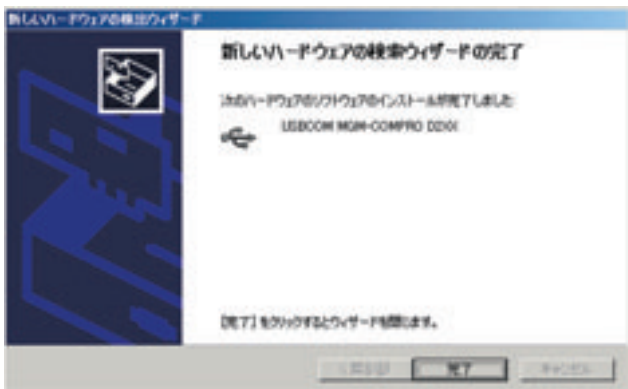 新しいハードウェアの検出ウィザード
新しいハードウェアの検索ウィザードの完了
次のハードウェアのソフトウェアのインストールが完了しました:
USBCOM MGM-COMPRO D2XX
[完了] をクリックするとウィザードを閉じます。
< 戻る(B)
完了
キャンセル